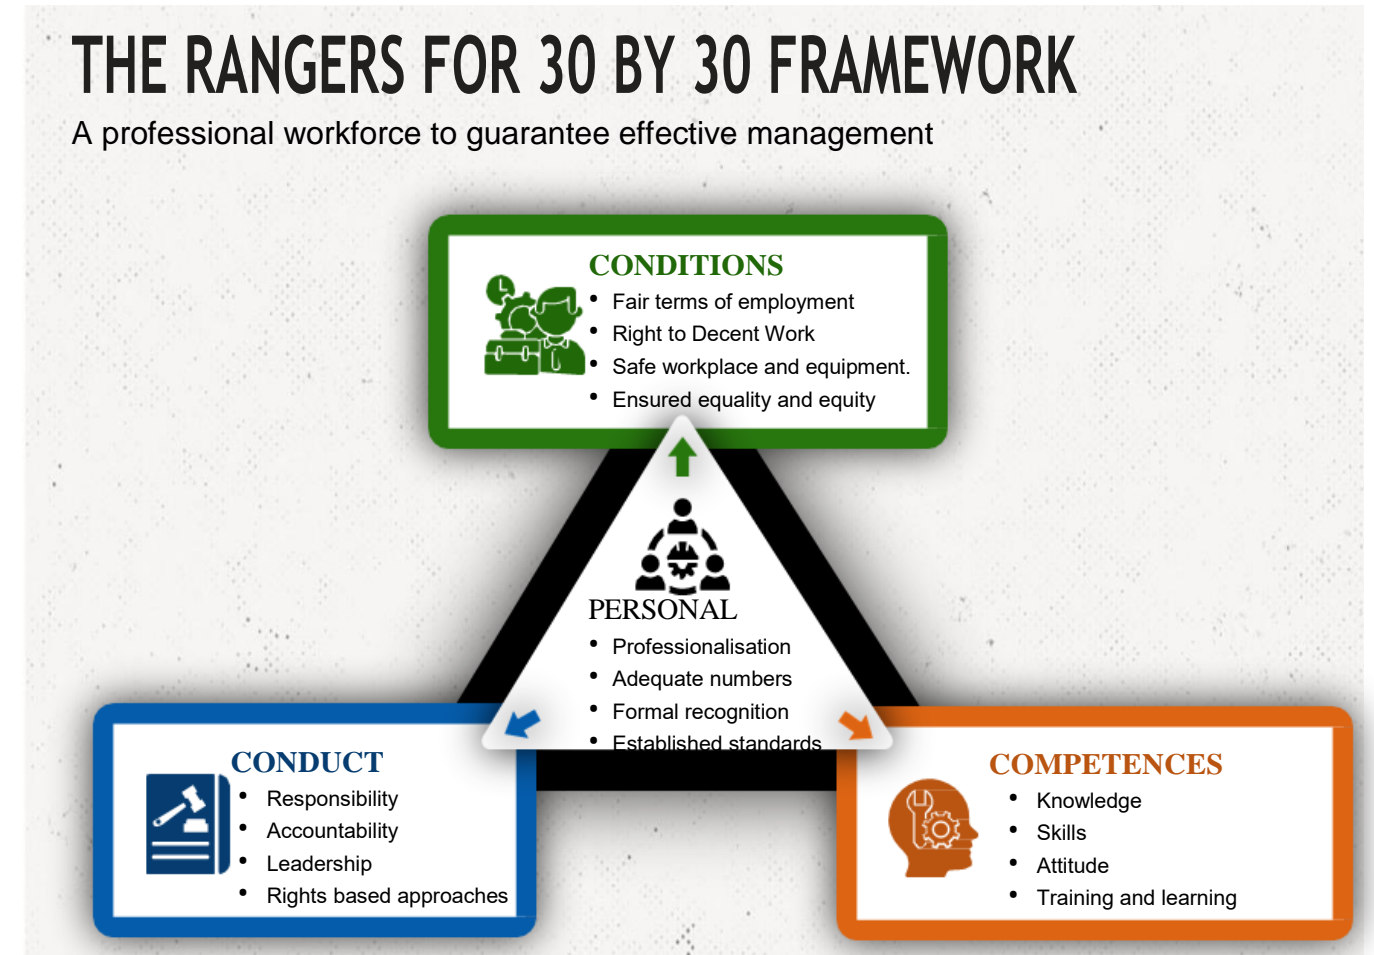 THE RANGERS FOR 30 BY 30 FRAMEWORK
A professional workforce to guarantee effective management
CONDITIONS
• Fair terms of employment
• Right to Decent Work
• Safe workplace and equipment.
• Ensured equality and equity
PERSONAL
• Professionalisation
• Adequate numbers
• Formal recognition
• Established standards
CONDUCT
• Responsibility
• Accountability
• Leadership
• Rights based approaches
COMPETENCES
• Knowledge
• Skills
• Attitude
• Training and learning